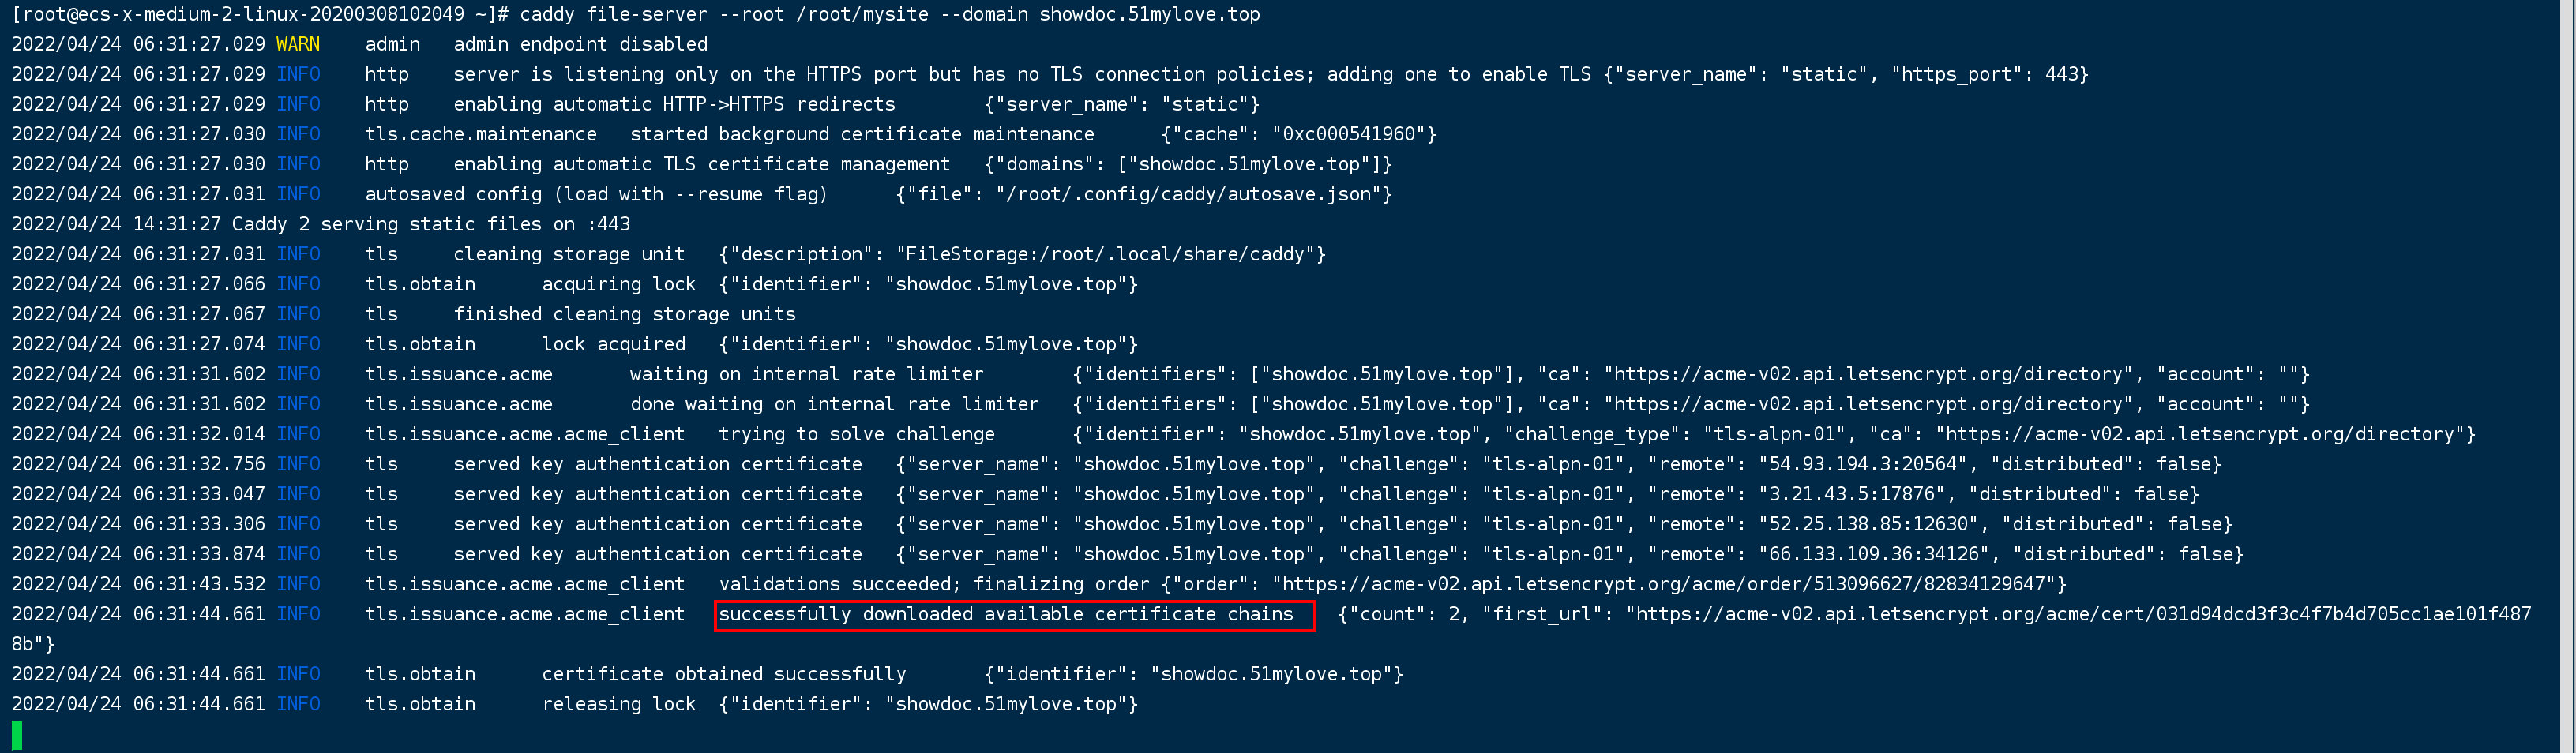 [root@ecs-x-medium-2-linux-20200308102049 ~]# caddy file-server --root /root/mysite --domain showdoc.51mylove.top
2022/04/24 06:31:27.029 WARN    admin   admin endpoint disabled
2022/04/24 06:31:27.029 INFO    http    server is listening only on the HTTPS port but has no TLS connection policies; adding one to enable TLS {"server_name": "static", "https_port": 443}
2022/04/24 06:31:27.029 INFO    http    enabling automatic HTTP->HTTPS redirects        {"server_name": "static"}
2022/04/24 06:31:27.030 INFO    tls.cache.maintenance   started background certificate maintenance      {"cache": "0xc000541960"}
2022/04/24 06:31:27.030 INFO    http    enabling automatic TLS certificate management   {"domains": ["showdoc.51mylove.top"]}
2022/04/24 06:31:27.031 INFO    autosaved config (load with --resume flag)      {"file": "/root/.config/caddy/autosave.json"}
2022/04/24 14:31:27 Caddy 2 serving static files on :443
2022/04/24 06:31:27.031 INFO    tls     cleaning storage unit   {"description": "FileStorage:/root/.local/share/caddy"}
2022/04/24 06:31:27.066 INFO    tls.obtain      acquiring lock  {"identifier": "showdoc.51mylove.top"}
2022/04/24 06:31:27.067 INFO    tls     finished cleaning storage units
2022/04/24 06:31:27.074 INFO    tls.obtain      lock acquired   {"identifier": "showdoc.51mylove.top"}
2022/04/24 06:31:31.602 INFO    tls.issuance.acme       waiting on internal rate limiter        {"identifiers": ["showdoc.51mylove.top"], "ca": "https://acme-v02.api.letsencrypt.org/directory", "account": ""}
2022/04/24 06:31:31.602 INFO    tls.issuance.acme       done waiting on internal rate limiter   {"identifiers": ["showdoc.51mylove.top"], "ca": "https://acme-v02.api.letsencrypt.org/directory", "account": ""}
2022/04/24 06:31:32.014 INFO    tls.issuance.acme.acme_client   trying to solve challenge       {"identifier": "showdoc.51mylove.top", "challenge_type": "tls-alpn-01", "ca": "https://acme-v02.api.letsencrypt.org/directory"}
2022/04/24 06:31:32.756 INFO    tls     served key authentication certificate   {"server_name": "showdoc.51mylove.top", "challenge": "tls-alpn-01", "remote": "54.93.194.3:20564", "distributed": false}
2022/04/24 06:31:33.047 INFO    tls     served key authentication certificate   {"server_name": "showdoc.51mylove.top", "challenge": "tls-alpn-01", "remote": "3.21.43.5:17876", "distributed": false}
2022/04/24 06:31:33.306 INFO    tls     served key authentication certificate   {"server_name": "showdoc.51mylove.top", "challenge": "tls-alpn-01", "remote": "52.25.138.85:12630", "distributed": false}
2022/04/24 06:31:33.874 INFO    tls     served key authentication certificate   {"server_name": "showdoc.51mylove.top", "challenge": "tls-alpn-01", "remote": "66.133.109.36:34126", "distributed": false}
2022/04/24 06:31:43.532 INFO    tls.issuance.acme.acme_client   validations succeeded; finalizing order {"order": "https://acme-v02.api.letsencrypt.org/acme/order/513096627/82834129647"}
2022/04/24 06:31:44.661 INFO    tls.issuance.acme.acme_client   successfully downloaded available certificate chains    {"count": 2, "first_url": "https://acme-v02.api.letsencrypt.org/acme/cert/031d94dcd3f3c4f7b4d705cc1ae101f487
8b"}
2022/04/24 06:31:44.661 INFO    tls.obtain      certificate obtained successfully       {"identifier": "showdoc.51mylove.top"}
2022/04/24 06:31:44.661 INFO    tls.obtain      releasing lock  {"identifier": "showdoc.51mylove.top"}